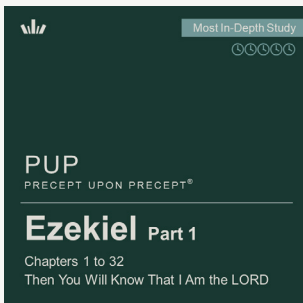 Most In-Depth Study
PUP
PRECEPT UPON PRECEPT®
Ezekiel Part 1
Chapters 1 to 32
Then You Will Know That I Am the LORD